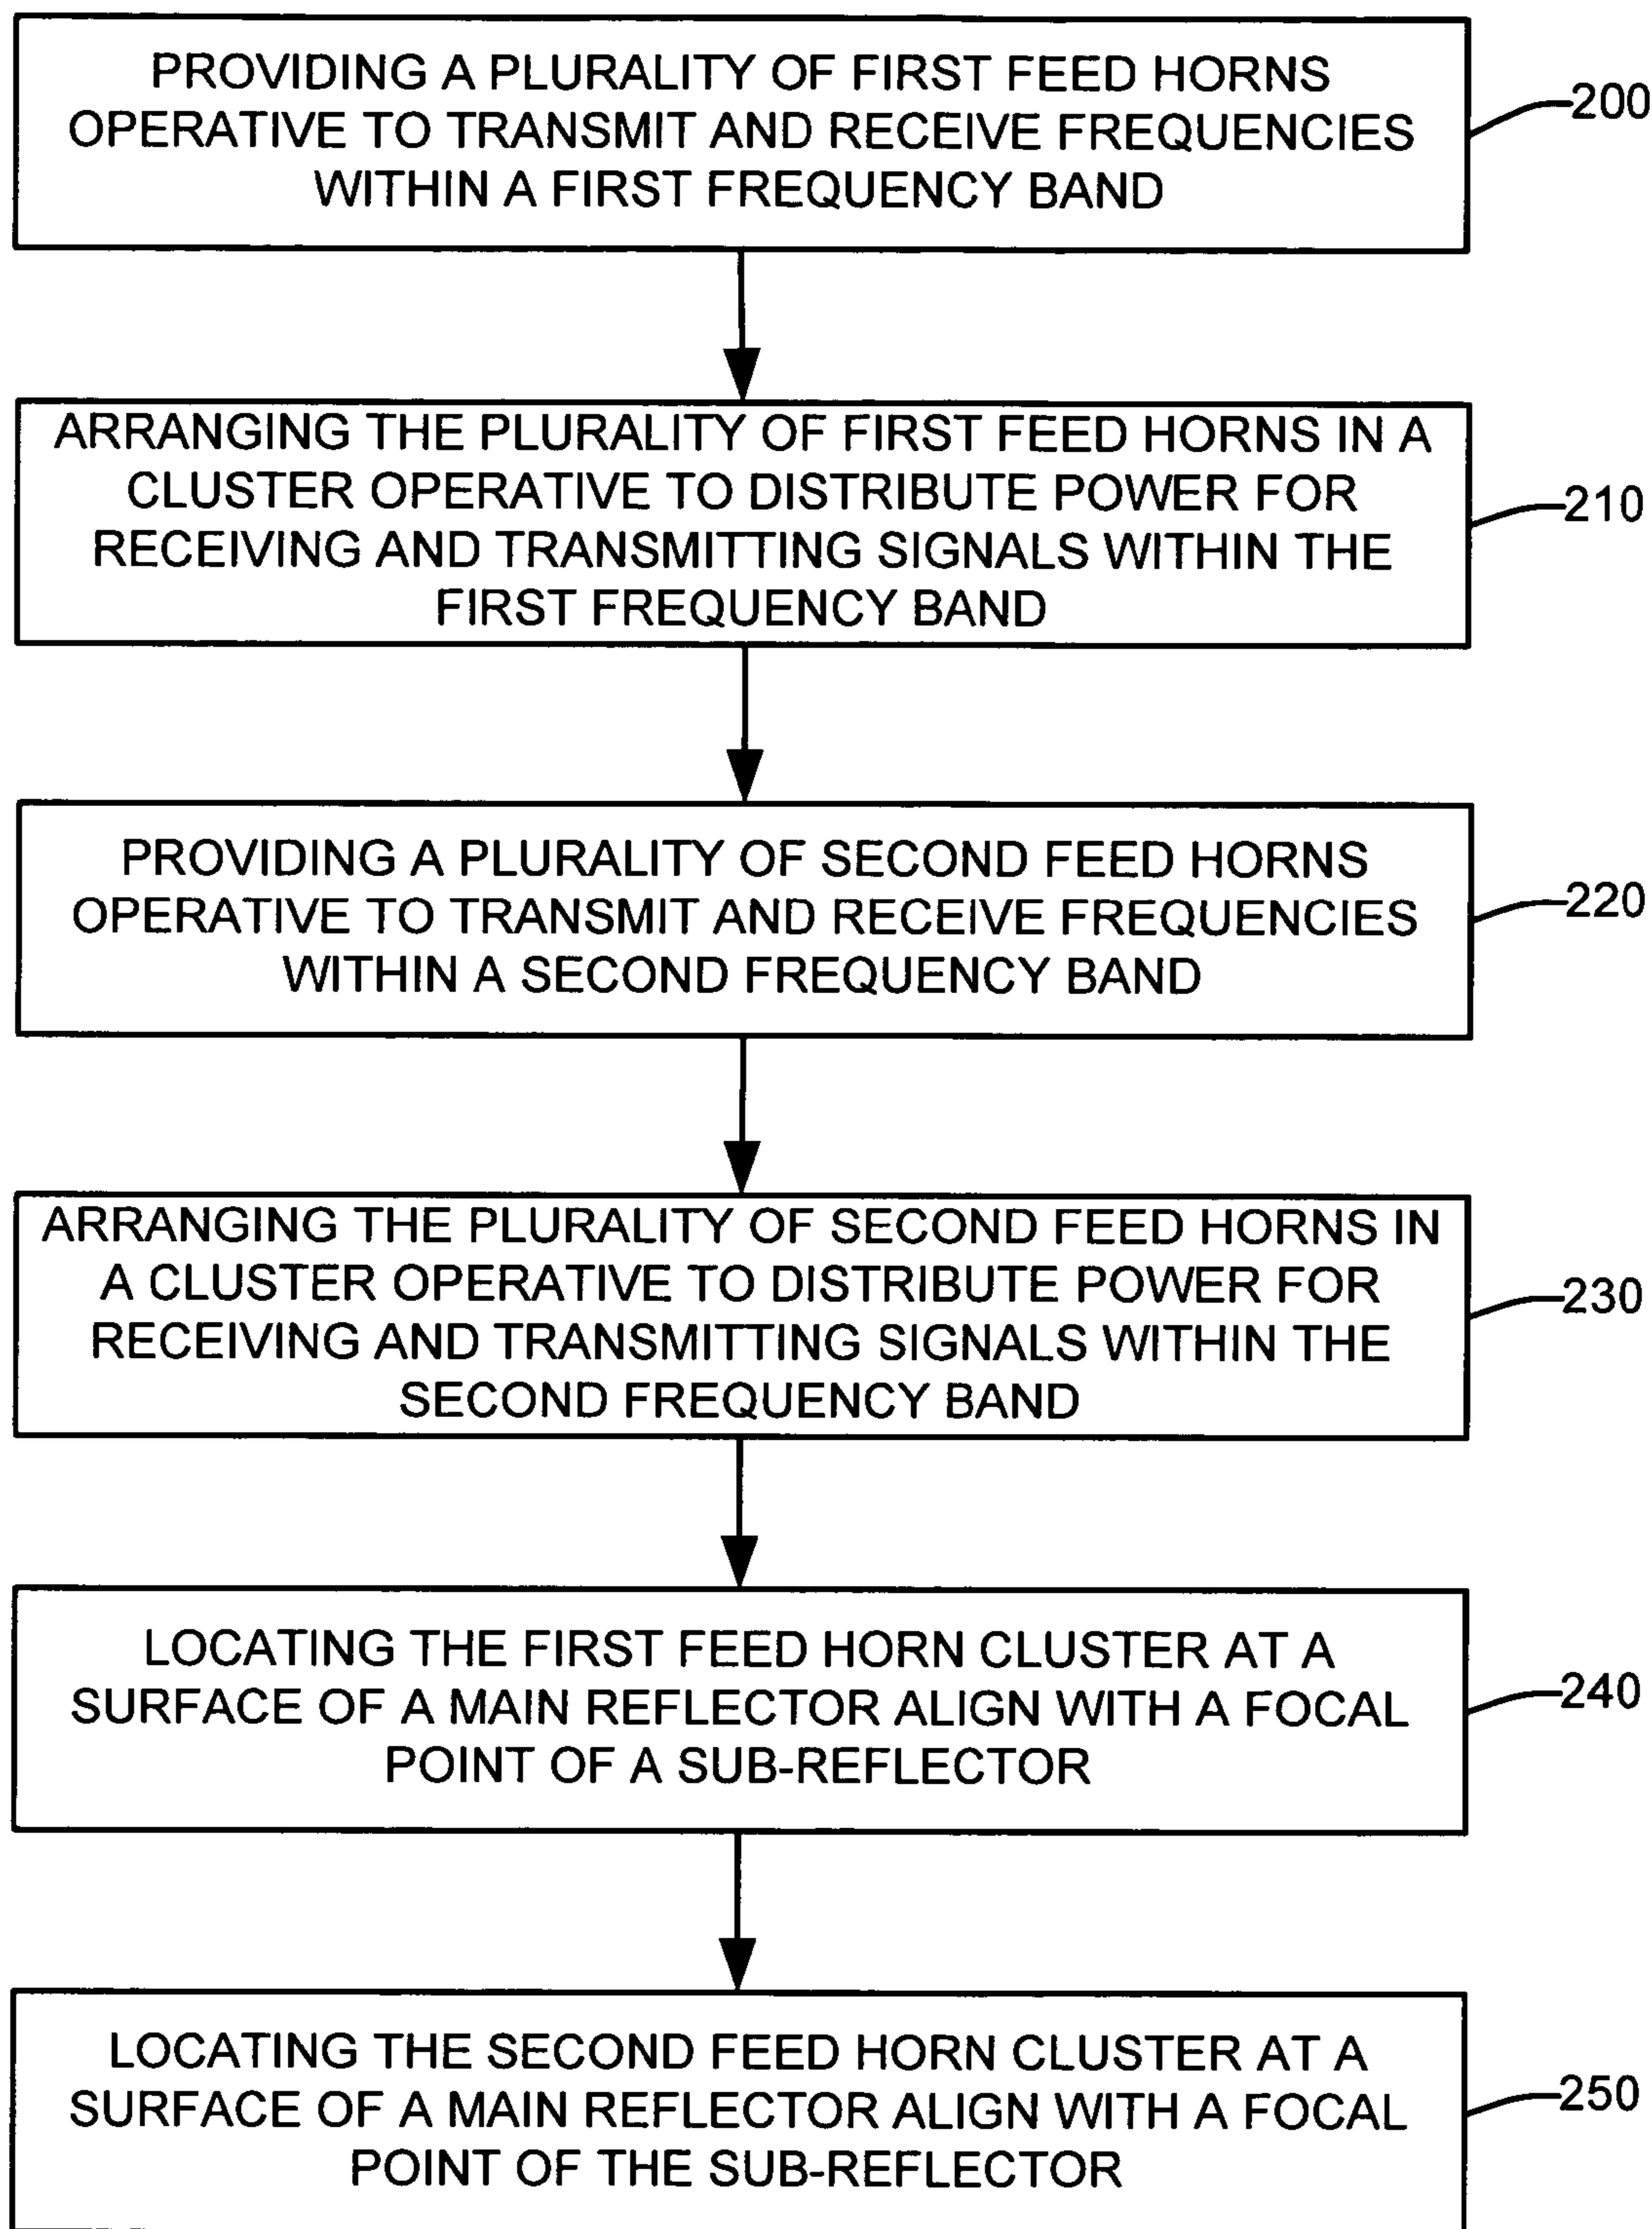 PROVIDING A PLURALITY OF FIRST FEED HORNS
OPERATIVE TO TRANSMIT AND RECEIVE FREQUENCIES
WITHIN A FIRST FREQUENCY BAND
200
ARRANGING THE PLURALITY OF FIRST FEED HORNS IN A
CLUSTER OPERATIVE TO DISTRIBUTE POWER FOR
RECEIVING AND TRANSMITTING SIGNALS WITHIN THE
FIRST FREQUENCY BAND
210
PROVIDING A PLURALITY OF SECOND FEED HORNS
OPERATIVE TO TRANSMIT AND RECEIVE FREQUENCIES
WITHIN A SECOND FREQUENCY BAND
220
ARRANGING THE PLURALITY OF SECOND FEED HORNS IN
A CLUSTER OPERATIVE TO DISTRIBUTE POWER FOR
RECEIVING AND TRANSMITTING SIGNALS WITHIN THE
SECOND FREQUENCY BAND
230
LOCATING THE FIRST FEED HORN CLUSTER AT A
SURFACE OF A MAIN REFLECTOR ALIGN WITH A FOCAL
POINT OF A SUB-REFLECTOR
240
LOCATING THE SECOND FEED HORN CLUSTER AT A
SURFACE OF A MAIN REFLECTOR ALIGN WITH A FOCAL
POINT OF THE SUB-REFLECTOR
250